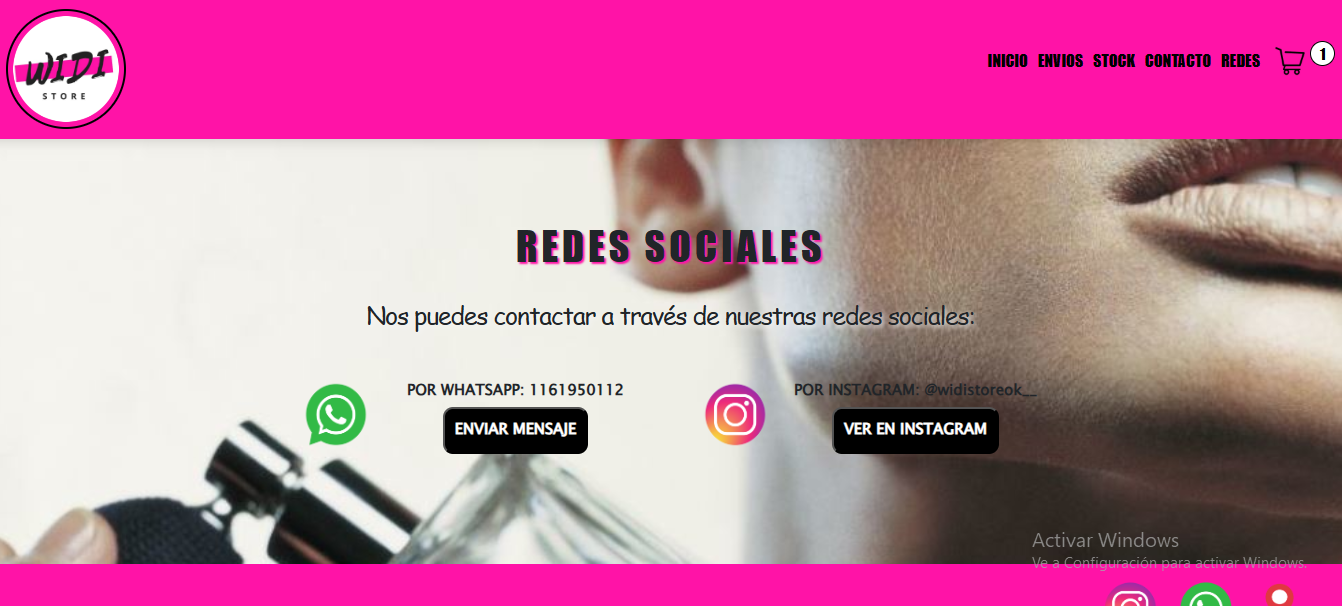 WIDI
STORE
INICIO ENVIOS STOCK CONTACTO REDES 1
REDES SOCIALES
Nos puedes contactar a través de nuestras redes sociales:
POR WHATSAPP: 1161950112
ENVIAR MENSAJE
POR INSTAGRAM: @widistoreok__
VER EN INSTAGRAM
Activar Windows
Ve a Configuración para activar Windows.